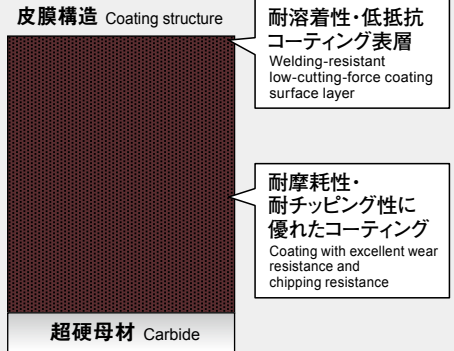 皮膜構造 Coating structure
耐溶着性・低抵抗
コーティング表層
Welding-resistant
low-cutting-force coating
surface layer
耐摩耗性・
耐チッピング性に
優れたコーティング
Coating with excellent wear
resistance and
chipping resistance
超硬母材 Carbide